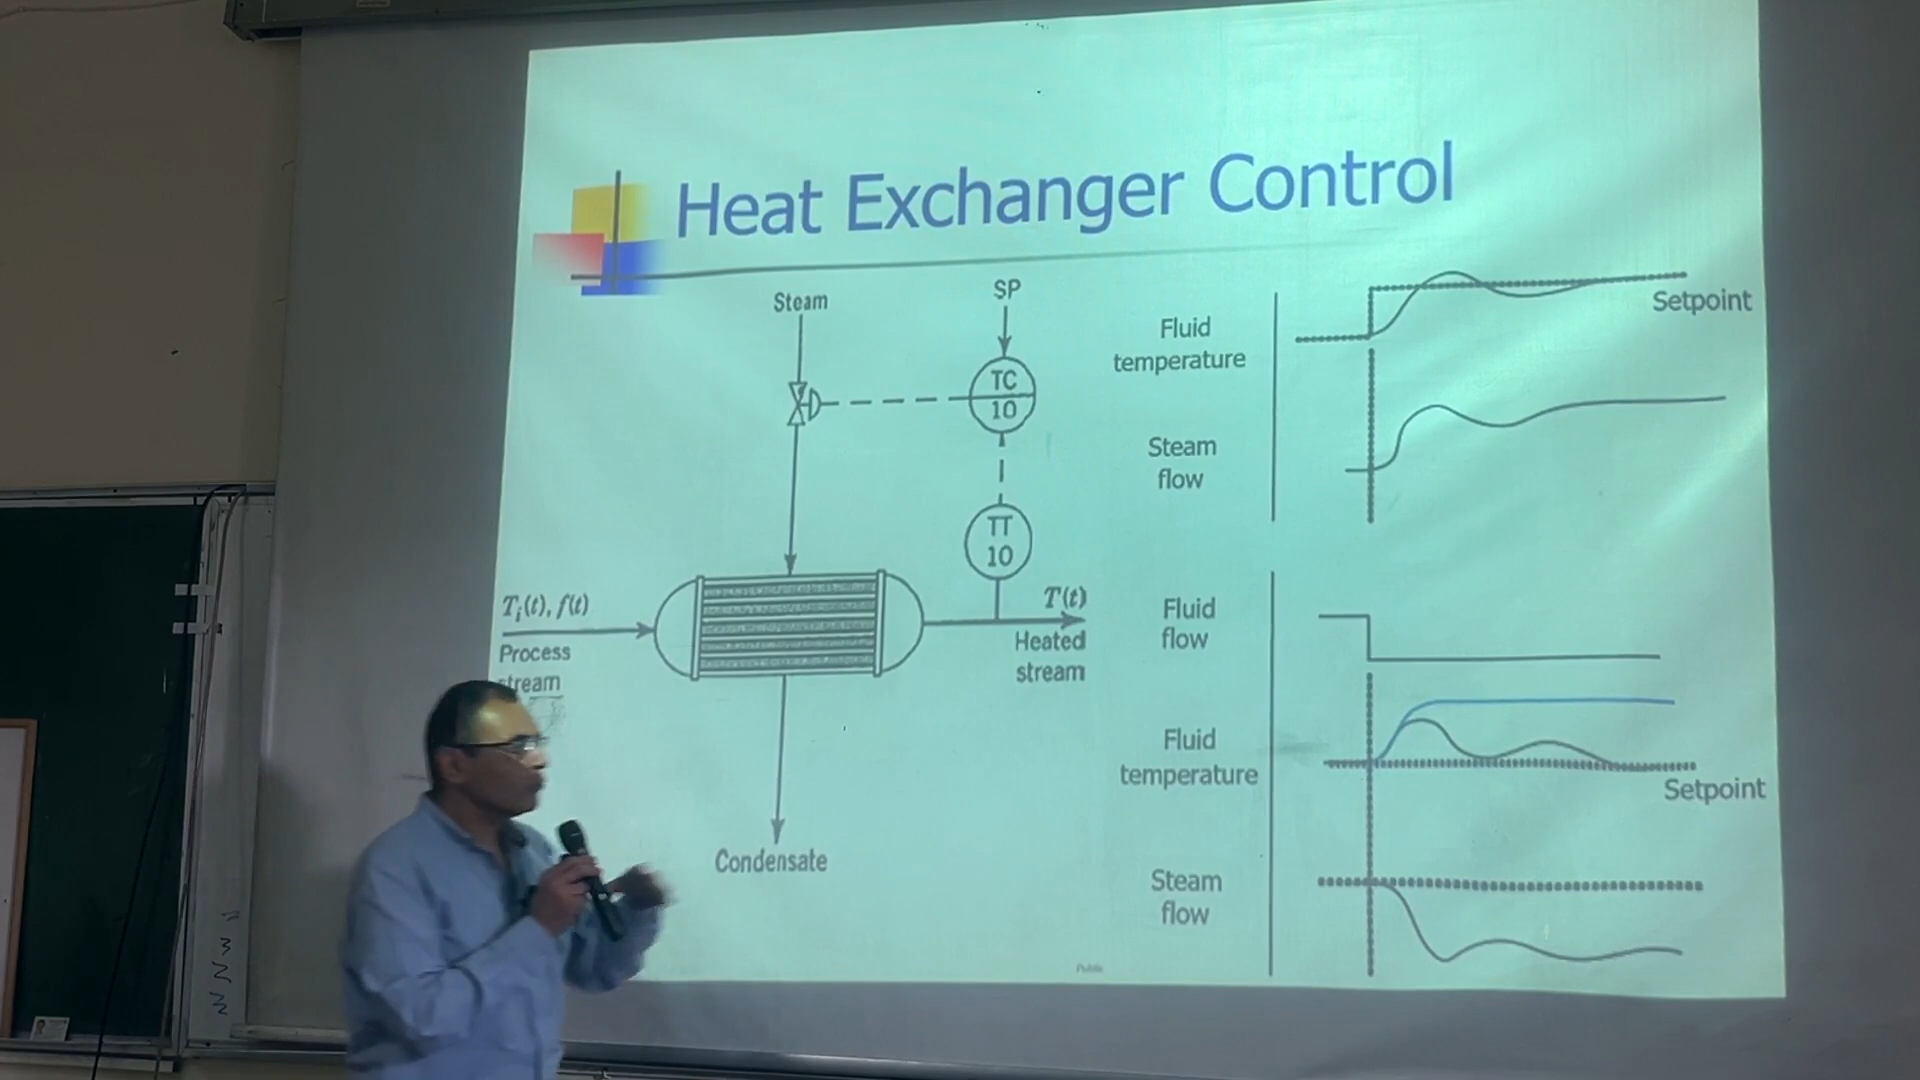 Heat Exchanger Control
Steam
SP
TC
10
TT
10
Tᵢ(t), f(t)
Process
stream
T(t)
Heated
stream
Condensate
Fluid
temperature
Setpoint
Steam
flow
Fluid
flow
Fluid
temperature
Setpoint
Steam
flow
Public